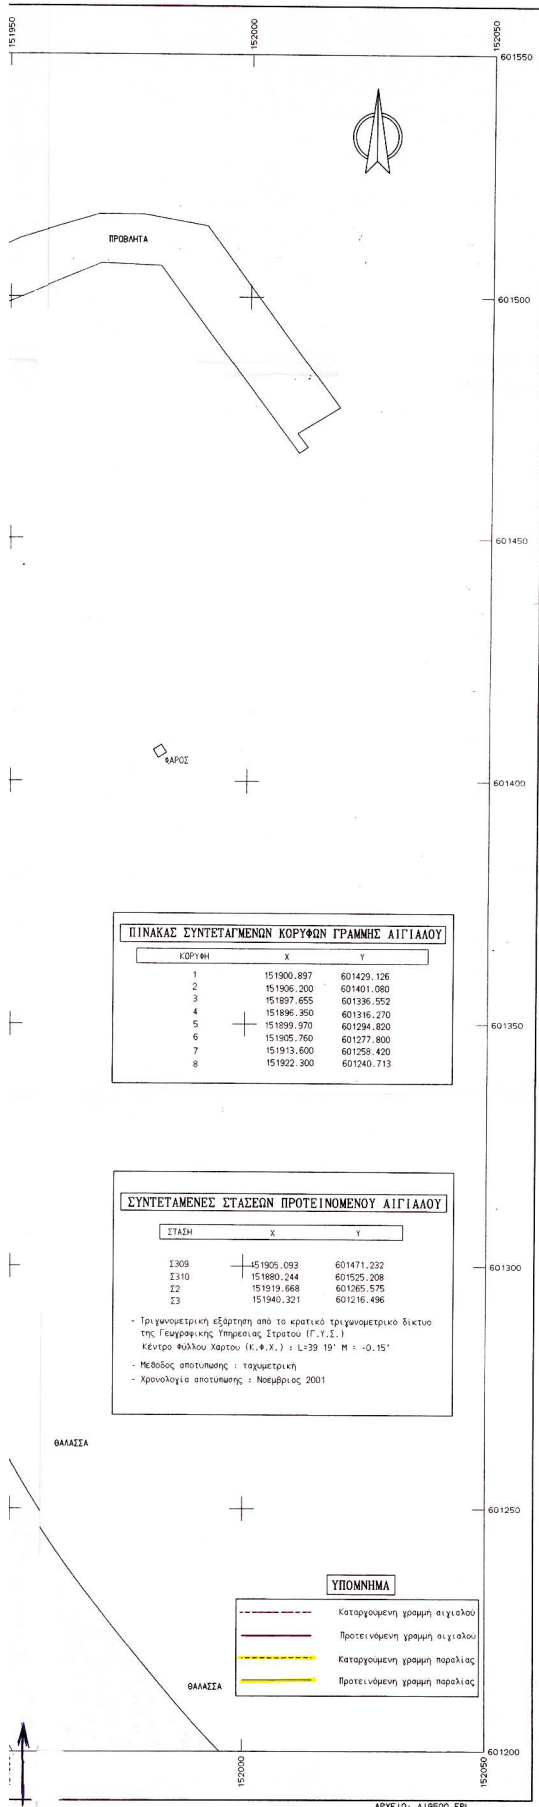 151950
152000
152050
601550
ΠΡΟΒΛΗΤΑ
601500
601450
ΦΑΡΟΣ
601400
ΠΙΝΑΚΑΣ ΣΥΝΤΕΤΑΓΜΕΝΩΝ ΚΟΡΥΦΩΝ ΓΡΑΜΜΗΣ ΑΙΓΙΑΛΟΥ
ΚΟΡΥΦΗ X Y
1 151900.897 601429.126
2 151906.200 601401.080
3 151897.655 601336.552
4 151896.350 601316.270
5 151899.970 601294.820
6 151905.760 601277.800
7 151913.600 601258.420
8 151922.300 601240.713
601350
ΣΥΝΤΕΤΑΜΕΝΕΣ ΣΤΑΣΕΩΝ ΠΡΟΤΕΙΝΟΜΕΝΟΥ ΑΙΓΙΑΛΟΥ
ΣΤΑΣΗ X Y
Σ309 151905.093 601471.232
Σ310 151880.244 601525.208
Σ2 151919.668 601265.575
Σ3 151940.321 601216.496
601300
- Τριγωνομετρική εξάρτηση από το κρατικό τριγωνομετρικό δίκτυο
της Γεωγραφικής Υπηρεσίας Στρατού (Γ.Υ.Σ.)
Κέντρο Φύλλου Χάρτου (Κ.Φ.Χ.) : L=39 19' M = -0.15'
- Μέθοδος αποτύπωσης : ταχυμετρική
- Χρονολογία αποτύπωσης : Νοέμβριος 2001
ΘΑΛΑΣΣΑ
601250
ΥΠΟΜΝΗΜΑ
Καταργούμενη γραμμή αιγιαλού
Προτεινόμενη γραμμή αιγιαλού
Καταργούμενη γραμμή παραλίας
Προτεινόμενη γραμμή παραλίας
ΘΑΛΑΣΣΑ
601200
152000
152050